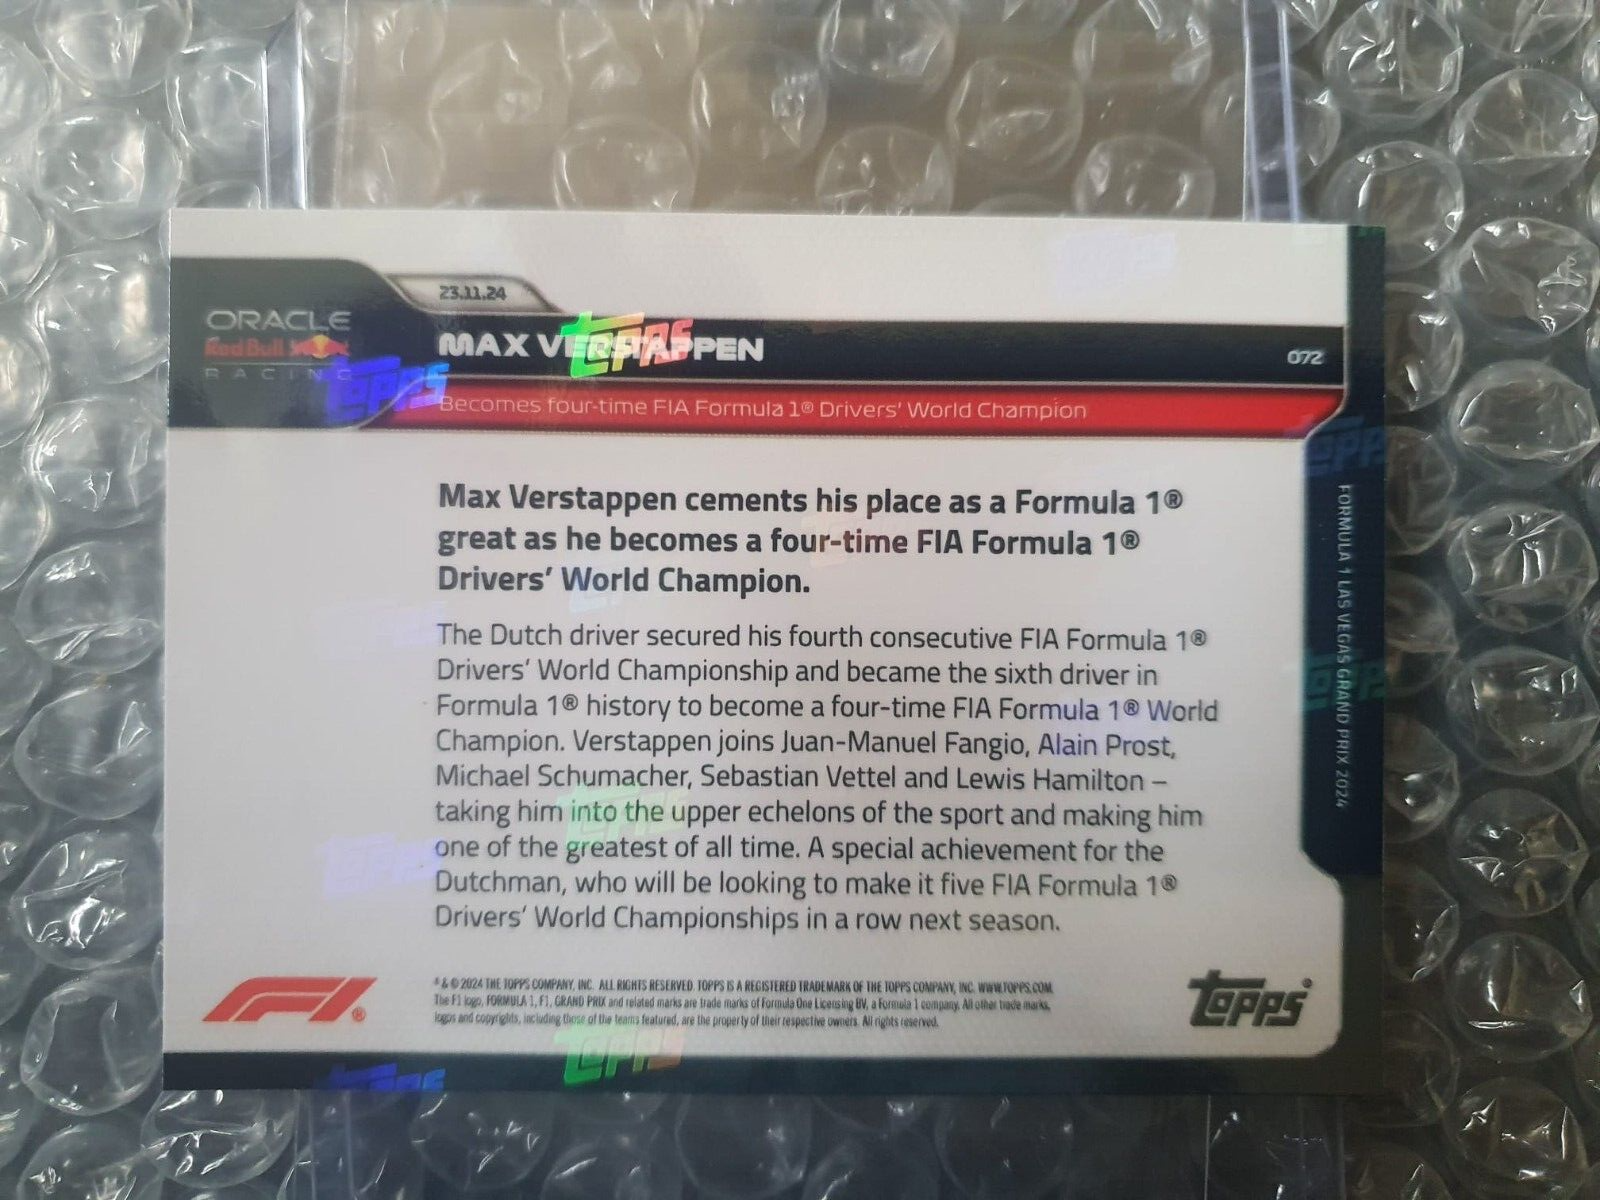 23.11.24
ORACLE
Red Bull
RACING
MAX VERSTAPPEN
072
Becomes four-time FIA Formula 1® Drivers' World Champion
Max Verstappen cements his place as a Formula 1®
great as he becomes a four-time FIA Formula 1®
Drivers' World Champion.
The Dutch driver secured his fourth consecutive FIA Formula 1®
Drivers' World Championship and became the sixth driver in
Formula 1® history to become a four-time FIA Formula 1® World
Champion. Verstappen joins Juan-Manuel Fangio, Alain Prost,
Michael Schumacher, Sebastian Vettel and Lewis Hamilton –
taking him into the upper echelons of the sport and making him
one of the greatest of all time. A special achievement for the
Dutchman, who will be looking to make it five FIA Formula 1®
Drivers' World Championships in a row next season.
FORMULA 1 LAS VEGAS GRAND PRIX 2024
F1®
® & © 2024 THE TOPPS COMPANY, INC. ALL RIGHTS RESERVED. TOPPS IS A REGISTERED TRADEMARK OF THE TOPPS COMPANY, INC. WWW.TOPPS.COM
The F1 logo, FORMULA 1, F1, GRAND PRIX and related marks are trade marks of Formula One Licensing BV, a Formula 1 company. All other trade marks,
logos and copyrights, including those of the teams featured, are the property of their respective owners. All rights reserved.
Topps®
Topps
Topps
Topps
Topps
Topps
Topps
Topps
Topps